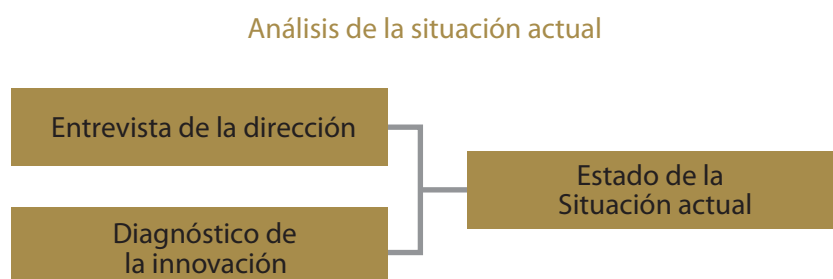 Análisis de la situación actual
Entrevista de la dirección
Diagnóstico de
la innovación
Estado de la
Situación actual